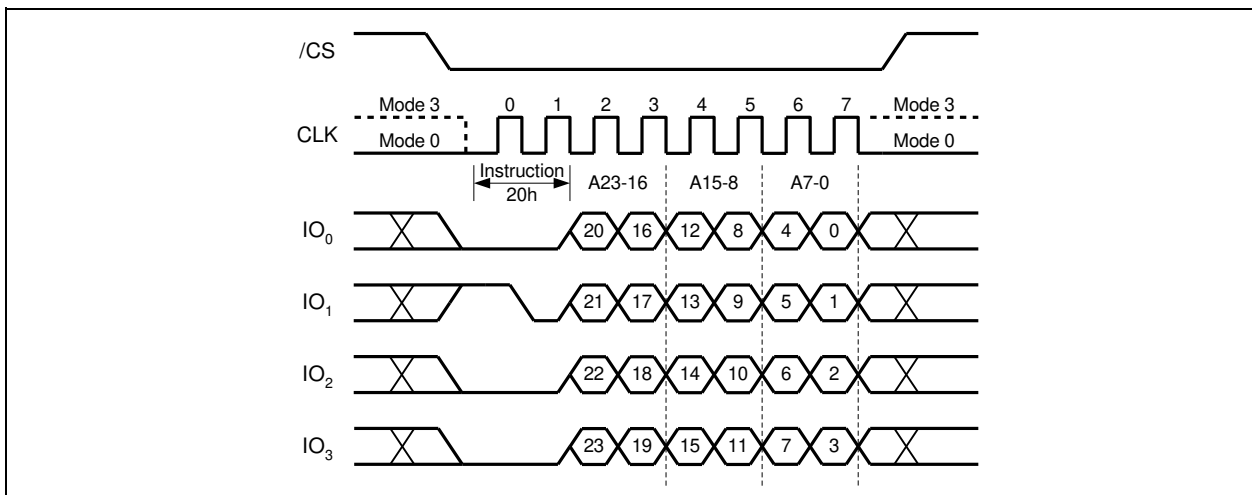 /CS
Mode 3 0 1 2 3 4 5 6 7 Mode 3
CLK
Mode 0 Mode 0
Instruction
A23-16 A15-8 A7-0
20h
IO0 20 16 12 8 4 0
IO1 21 17 13 9 5 1
IO2 22 18 14 10 6 2
IO3 23 19 15 11 7 3